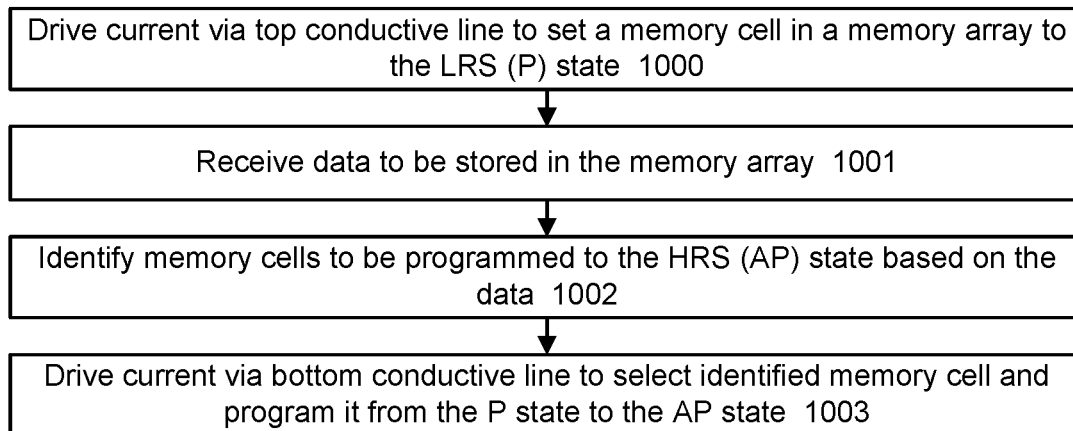 Drive current via top conductive line to set a memory cell in a memory array to
the LRS (P) state 1000
Receive data to be stored in the memory array 1001
Identify memory cells to be programmed to the HRS (AP) state based on the
data 1002
Drive current via bottom conductive line to select identified memory cell and
program it from the P state to the AP state 1003